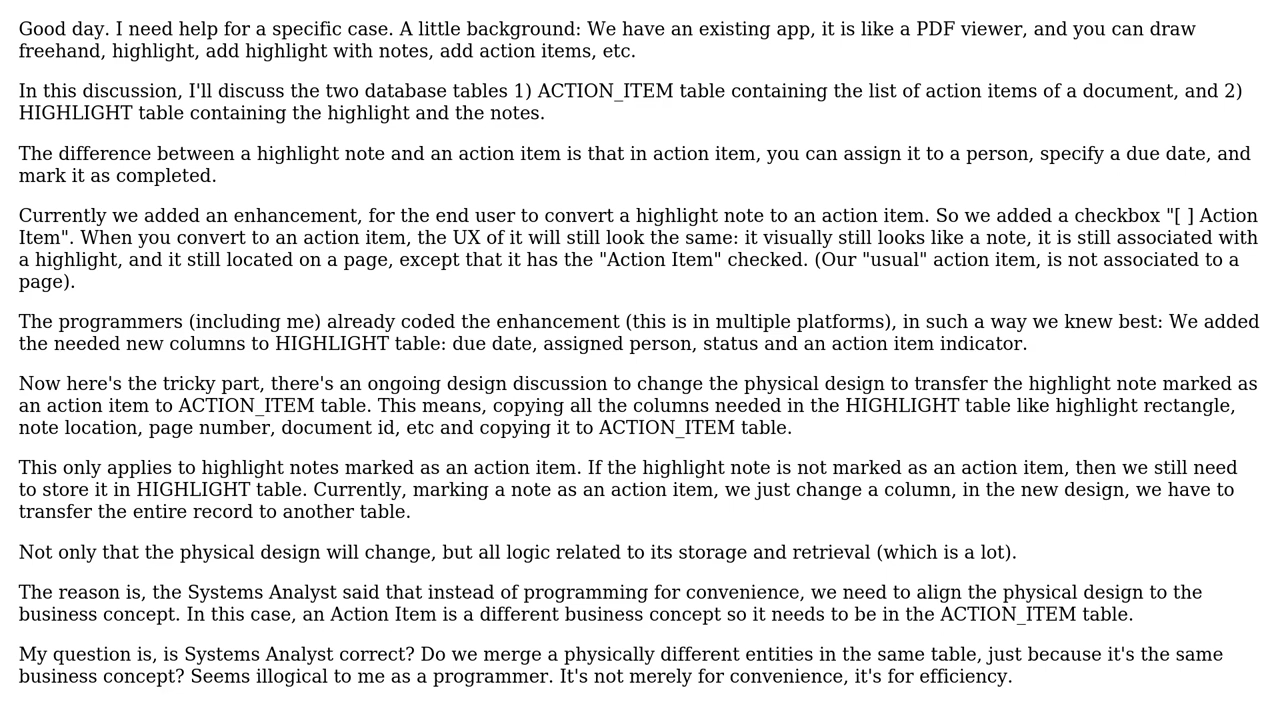 Good day. I need help for a specific case. A little background: We have an existing app, it is like a PDF viewer, and you can draw
freehand, highlight, add highlight with notes, add action items, etc.
In this discussion, I'll discuss the two database tables 1) ACTION_ITEM table containing the list of action items of a document, and 2)
HIGHLIGHT table containing the highlight and the notes.
The difference between a highlight note and an action item is that in action item, you can assign it to a person, specify a due date, and
mark it as completed.
Currently we added an enhancement, for the end user to convert a highlight note to an action item. So we added a checkbox "[ ] Action
Item". When you convert to an action item, the UX of it will still look the same: it visually still looks like a note, it is still associated with
a highlight, and it still located on a page, except that it has the "Action Item" checked. (Our "usual" action item, is not associated to a
page).
The programmers (including me) already coded the enhancement (this is in multiple platforms), in such a way we knew best: We added
the needed new columns to HIGHLIGHT table: due date, assigned person, status and an action item indicator.
Now here's the tricky part, there's an ongoing design discussion to change the physical design to transfer the highlight note marked as
an action item to ACTION_ITEM table. This means, copying all the columns needed in the HIGHLIGHT table like highlight rectangle,
note location, page number, document id, etc and copying it to ACTION_ITEM table.
This only applies to highlight notes marked as an action item. If the highlight note is not marked as an action item, then we still need
to store it in HIGHLIGHT table. Currently, marking a note as an action item, we just change a column, in the new design, we have to
transfer the entire record to another table.
Not only that the physical design will change, but all logic related to its storage and retrieval (which is a lot).
The reason is, the Systems Analyst said that instead of programming for convenience, we need to align the physical design to the
business concept. In this case, an Action Item is a different business concept so it needs to be in the ACTION_ITEM table.
My question is, is Systems Analyst correct? Do we merge a physically different entities in the same table, just because it's the same
business concept? Seems illogical to me as a programmer. It's not merely for convenience, it's for efficiency.